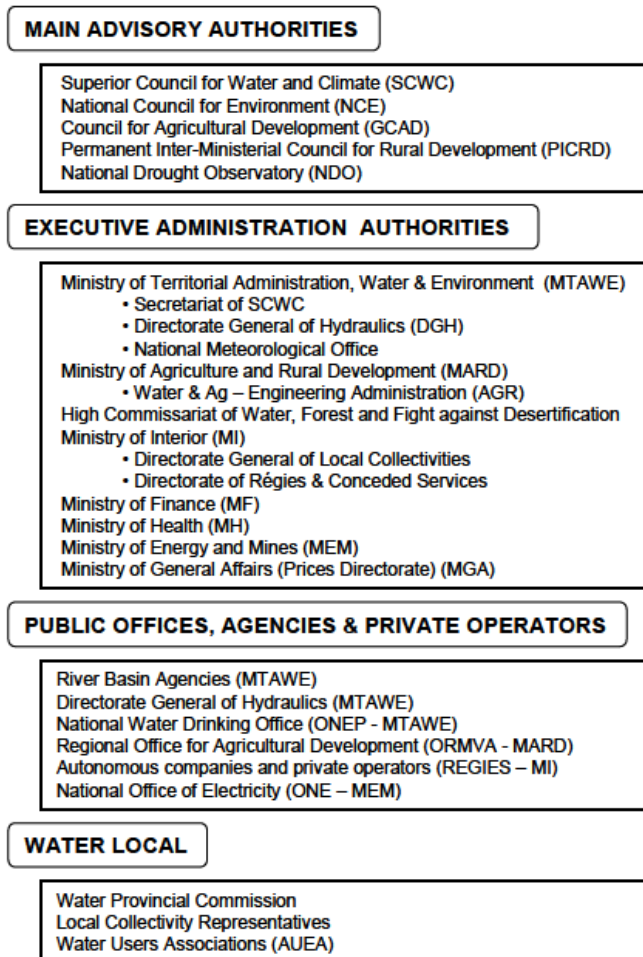 MAIN ADVISORY AUTHORITIES
Superior Council for Water and Climate (SCWC)
National Council for Environment (NCE)
Council for Agricultural Development (GCAD)
Permanent Inter-Ministerial Council for Rural Development (PICRD)
National Drought Observatory (NDO)
EXECUTIVE ADMINISTRATION AUTHORITIES
Ministry of Territorial Administration, Water & Environment (MTAWE)
• Secretariat of SCWC
• Directorate General of Hydraulics (DGH)
• National Meteorological Office
Ministry of Agriculture and Rural Development (MARD)
• Water & Ag – Engineering Administration (AGR)
High Commissariat of Water, Forest and Fight against Desertification
Ministry of Interior (MI)
• Directorate General of Local Collectivities
• Directorate of Régies & Conceded Services
Ministry of Finance (MF)
Ministry of Health (MH)
Ministry of Energy and Mines (MEM)
Ministry of General Affairs (Prices Directorate) (MGA)
PUBLIC OFFICES, AGENCIES & PRIVATE OPERATORS
River Basin Agencies (MTAWE)
Directorate General of Hydraulics (MTAWE)
National Water Drinking Office (ONEP - MTAWE)
Regional Office for Agricultural Development (ORMVA - MARD)
Autonomous companies and private operators (REGIES – MI)
National Office of Electricity (ONE – MEM)
WATER LOCAL
Water Provincial Commission
Local Collectivity Representatives
Water Users Associations (AUEA)